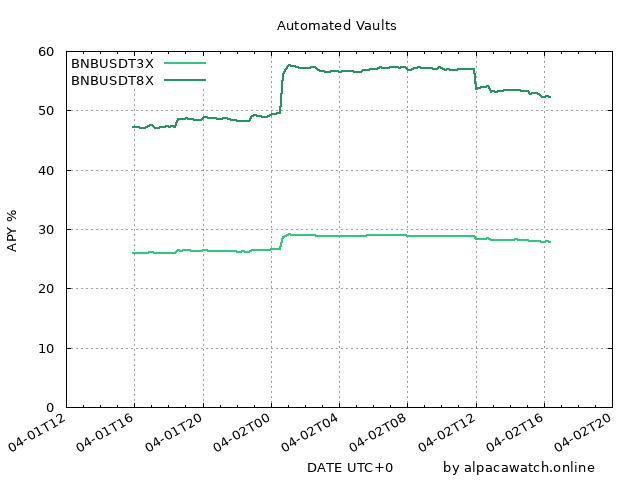 Automated Vaults
BNBUSDT3X
BNBUSDT8X
60
50
40
30
20
10
0
APY %
04-01T12
04-01T16
04-01T20
04-02T00
04-02T04
04-02T08
04-02T12
04-02T16
04-02T20
DATE UTC+0
by alpacawatch.online